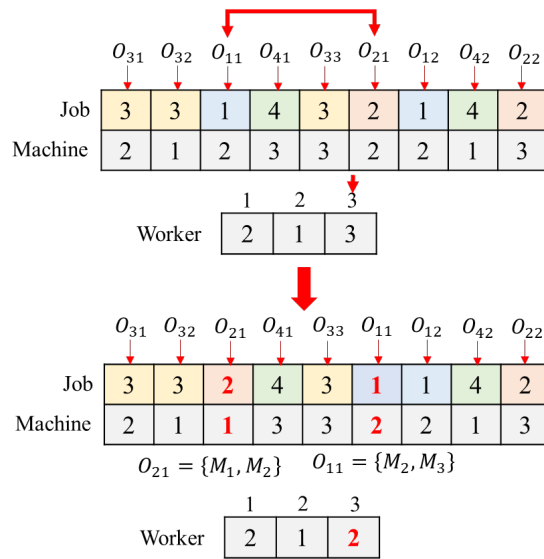 O₃₁ O₃₂ O₁₁ O₄₁ O₃₃ O₂₁ O₁₂ O₄₂ O₂₂
Job 3 3 1 4 3 2 1 4 2
Machine 2 1 2 3 3 2 2 1 3
1 2 3
Worker 2 1 3
O₃₁ O₃₂ O₂₁ O₄₁ O₃₃ O₁₁ O₁₂ O₄₂ O₂₂
Job 3 3 2 4 3 1 1 4 2
Machine 2 1 1 3 3 2 2 1 3
O₂₁ = {M₁, M₂} O₁₁ = {M₂, M₃}
1 2 3
Worker 2 1 2